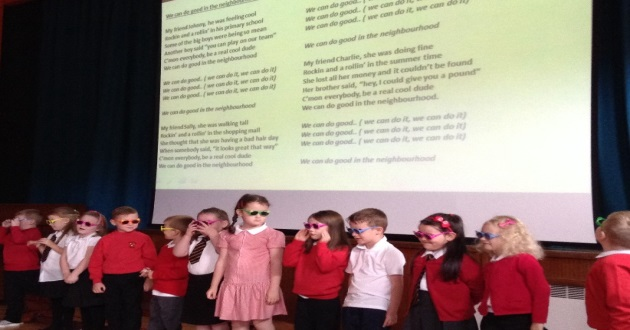 We can do good in the neighbourhood
My friend Johnny, he was feeling cool
Rockin and a rollin' in his primary school
Some of the big boys were being so mean
Another boy said "you can play on our team"
C'mon everybody, be a real cool dude
We can do good in the neighbourhood
We can do good.. ( we can do it, we can do it)
We can do good.. ( we can do it, we can do it)
We can do good.. ( we can do it, we can do it)
We can do good in the neighbourhood
My friend Sally, she was walking tall
Rockin' and a rollin' in the shopping mall
She thought that she was having a bad hair day
When somebody said, "it looks great that way"
C'mon everybody, be a real cool dude
We can do good in the neighbourhood
We can do good.. ( we can do it, we can do it)
We can do good.. ( we can do it, we can do it)
We can do good in the neighbourhood
My friend Charlie, she was doing fine
Rockin and a rollin' in the summer time
She lost all her money and it couldn't be found
Her brother said, "hey, I could give you a pound"
C'mon everybody, be a real cool dude
We can do good in the neighbourhood.
We can do good.. ( we can do it, we can do it)
We can do good.. ( we can do it, we can do it)
We can do good.. ( we can do it, we can do it)
We can do good in the neighbourhood